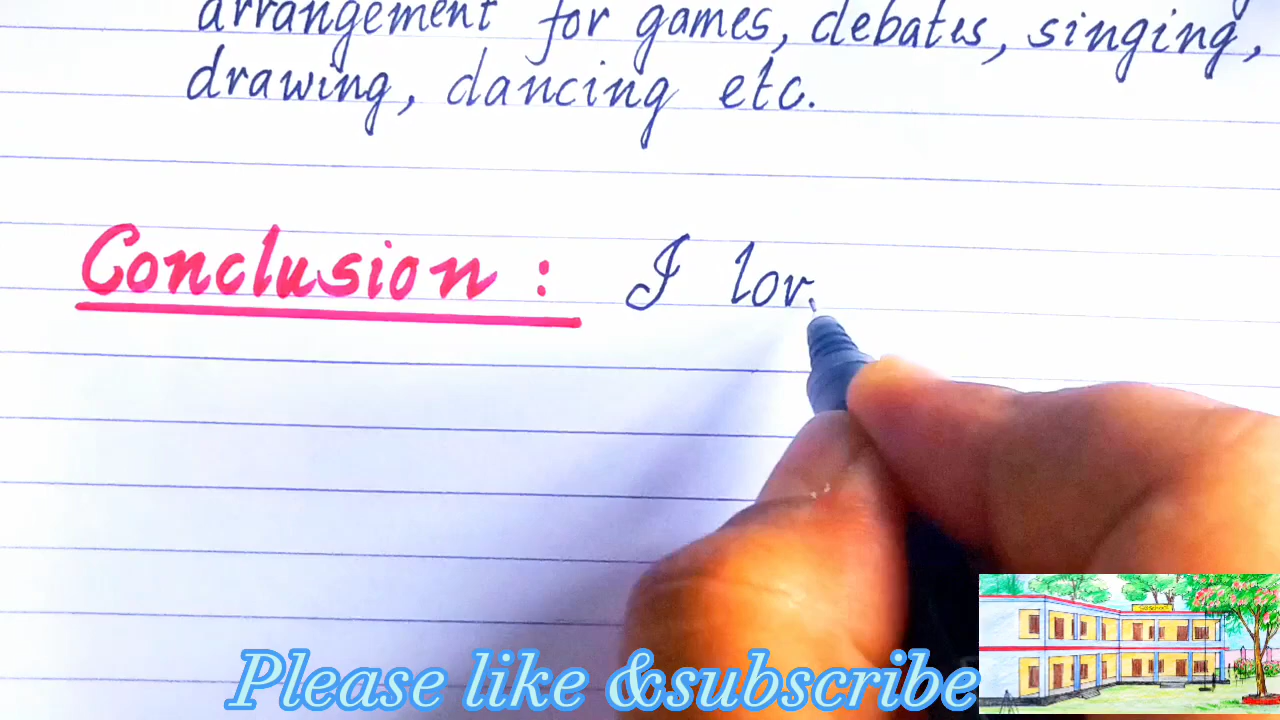 arrangement for games, debates, singing,
drawing, dancing etc.
Conclusion : I lov
Please like &subscribe